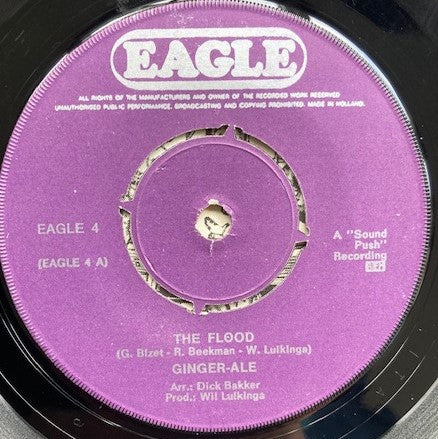 EAGLE
ALL RIGHTS OF THE MANUFACTURERS AND OWNER OF THE RECORDED WORK RESERVED
UNAUTHORIZED PUBLIC PERFORMANCE, BROADCASTING AND COPYING PROHIBITED. MADE IN HOLLAND.
EAGLE 4
(EAGLE 4 A)
A "Sound
Push"
Recording
THE FLOOD
(G. Bizet - R. Beekman - W. Luikinga)
GINGER-ALE
Arr.: Dick Bakker
Prod.: Wil Luikinga